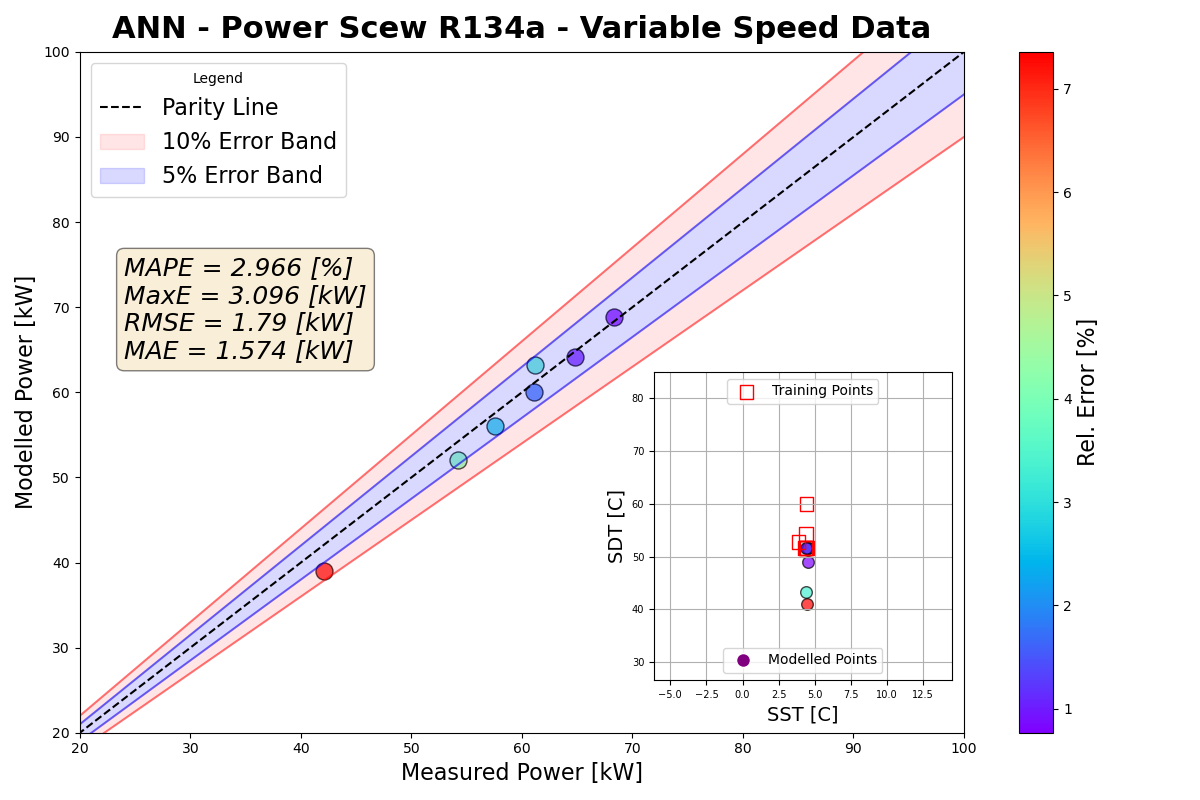 ANN - Power Scew R134a - Variable Speed Data
Legend
Parity Line
10% Error Band
5% Error Band
MAPE = 2.966 [%]
MaxE = 3.096 [kW]
RMSE = 1.79 [kW]
MAE = 1.574 [kW]
Modelled Power [kW]
100
90
80
70
60
50
40
30
20
20 30 40 50 60 70 80 90 100
Measured Power [kW]
Training Points
Modelled Points
SDT [C]
80
70
60
50
40
30
−5.0 −2.5 0.0 2.5 5.0 7.5 10.0 12.5
SST [C]
7
6
5
4
3
2
1
Rel. Error [%]